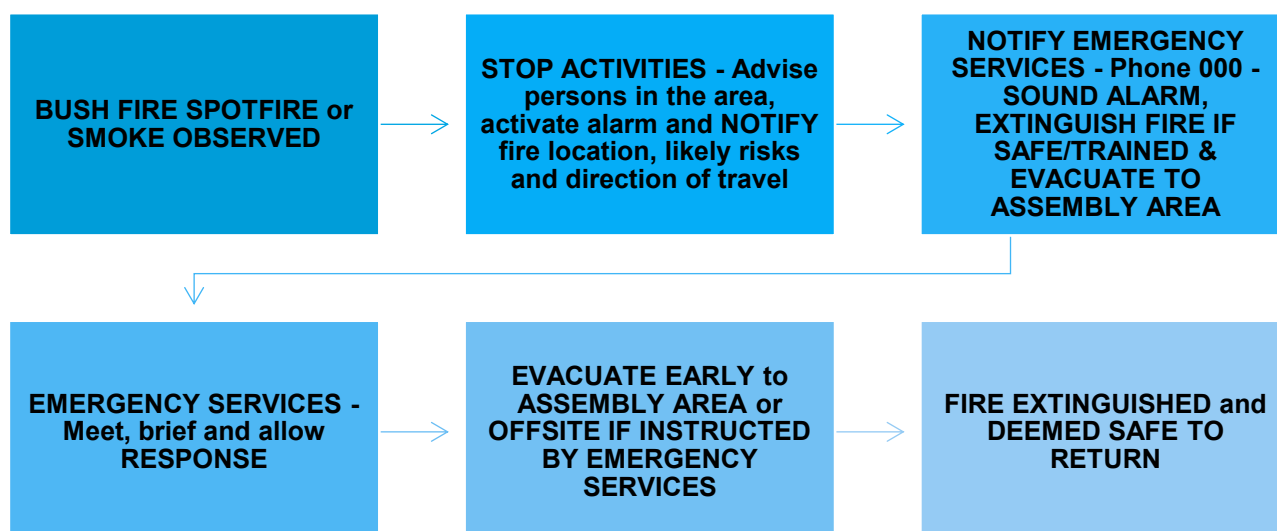 BUSH FIRE SPOTFIRE or
SMOKE OBSERVED
STOP ACTIVITIES - Advise
persons in the area,
activate alarm and NOTIFY
fire location, likely risks
and direction of travel
NOTIFY EMERGENCY
SERVICES - Phone 000 -
SOUND ALARM,
EXTINGUISH FIRE IF
SAFE/TRAINED &
EVACUATE TO
ASSEMBLY AREA
EMERGENCY SERVICES -
Meet, brief and allow
RESPONSE
EVACUATE EARLY to
ASSEMBLY AREA or
OFFSITE IF INSTRUCTED
BY EMERGENCY
SERVICES
FIRE EXTINGUISHED and
DEEMED SAFE TO
RETURN